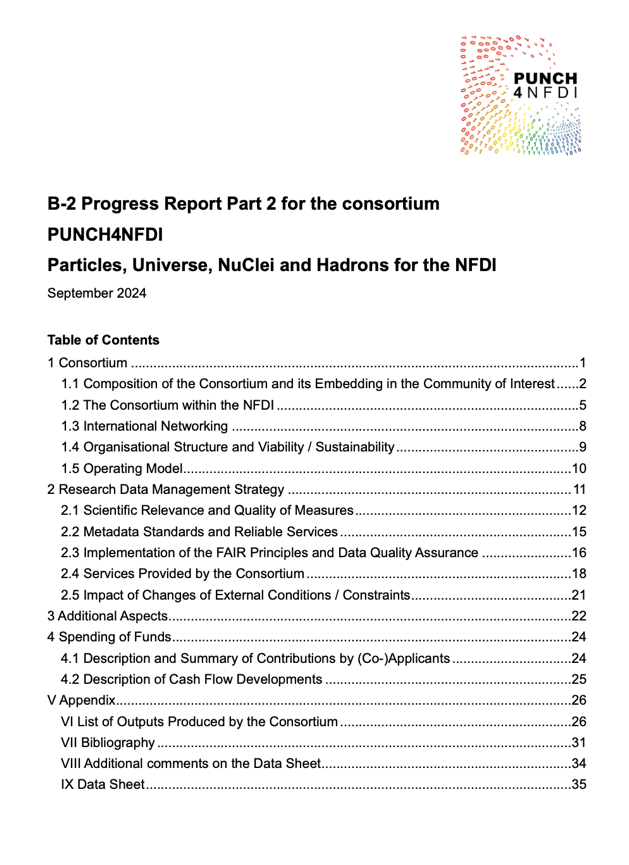 PUNCH
4NFDI
B-2 Progress Report Part 2 for the consortium
PUNCH4NFDI
Particles, Universe, NuClei and Hadrons for the NFDI
September 2024
Table of Contents
1 Consortium ............................................................................................................1
1.1 Composition of the Consortium and its Embedding in the Community of Interest......2
1.2 The Consortium within the NFDI .........................................................................5
1.3 International Networking ....................................................................................8
1.4 Organisational Structure and Viability / Sustainability............................................9
1.5 Operating Model..............................................................................................10
2 Research Data Management Strategy ....................................................................11
2.1 Scientific Relevance and Quality of Measures....................................................12
2.2 Metadata Standards and Reliable Services........................................................15
2.3 Implementation of the FAIR Principles and Data Quality Assurance ......................16
2.4 Services Provided by the Consortium ................................................................18
2.5 Impact of Changes of External Conditions / Constraints.......................................21
3 Additional Aspects.................................................................................................22
4 Spending of Funds................................................................................................24
4.1 Description and Summary of Contributions by (Co-)Applicants .............................24
4.2 Description of Cash Flow Developments ...........................................................25
V Appendix.............................................................................................................26
VI List of Outputs Produced by the Consortium .......................................................26
VII Bibliography ...................................................................................................31
VIII Additional comments on the Data Sheet............................................................34
IX Data Sheet......................................................................................................35